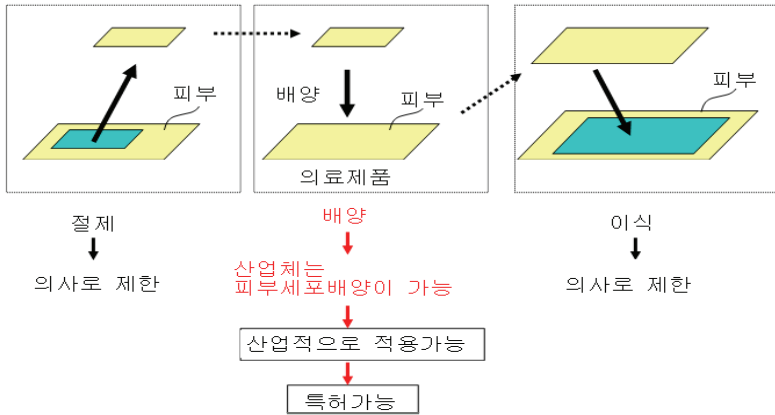 피부
배양
피부
의료제품
피부
절제
의사로 제한
배양
산업체는
피부세포배양이 가능
산업적으로 적용가능
특허가능
이식
의사로 제한